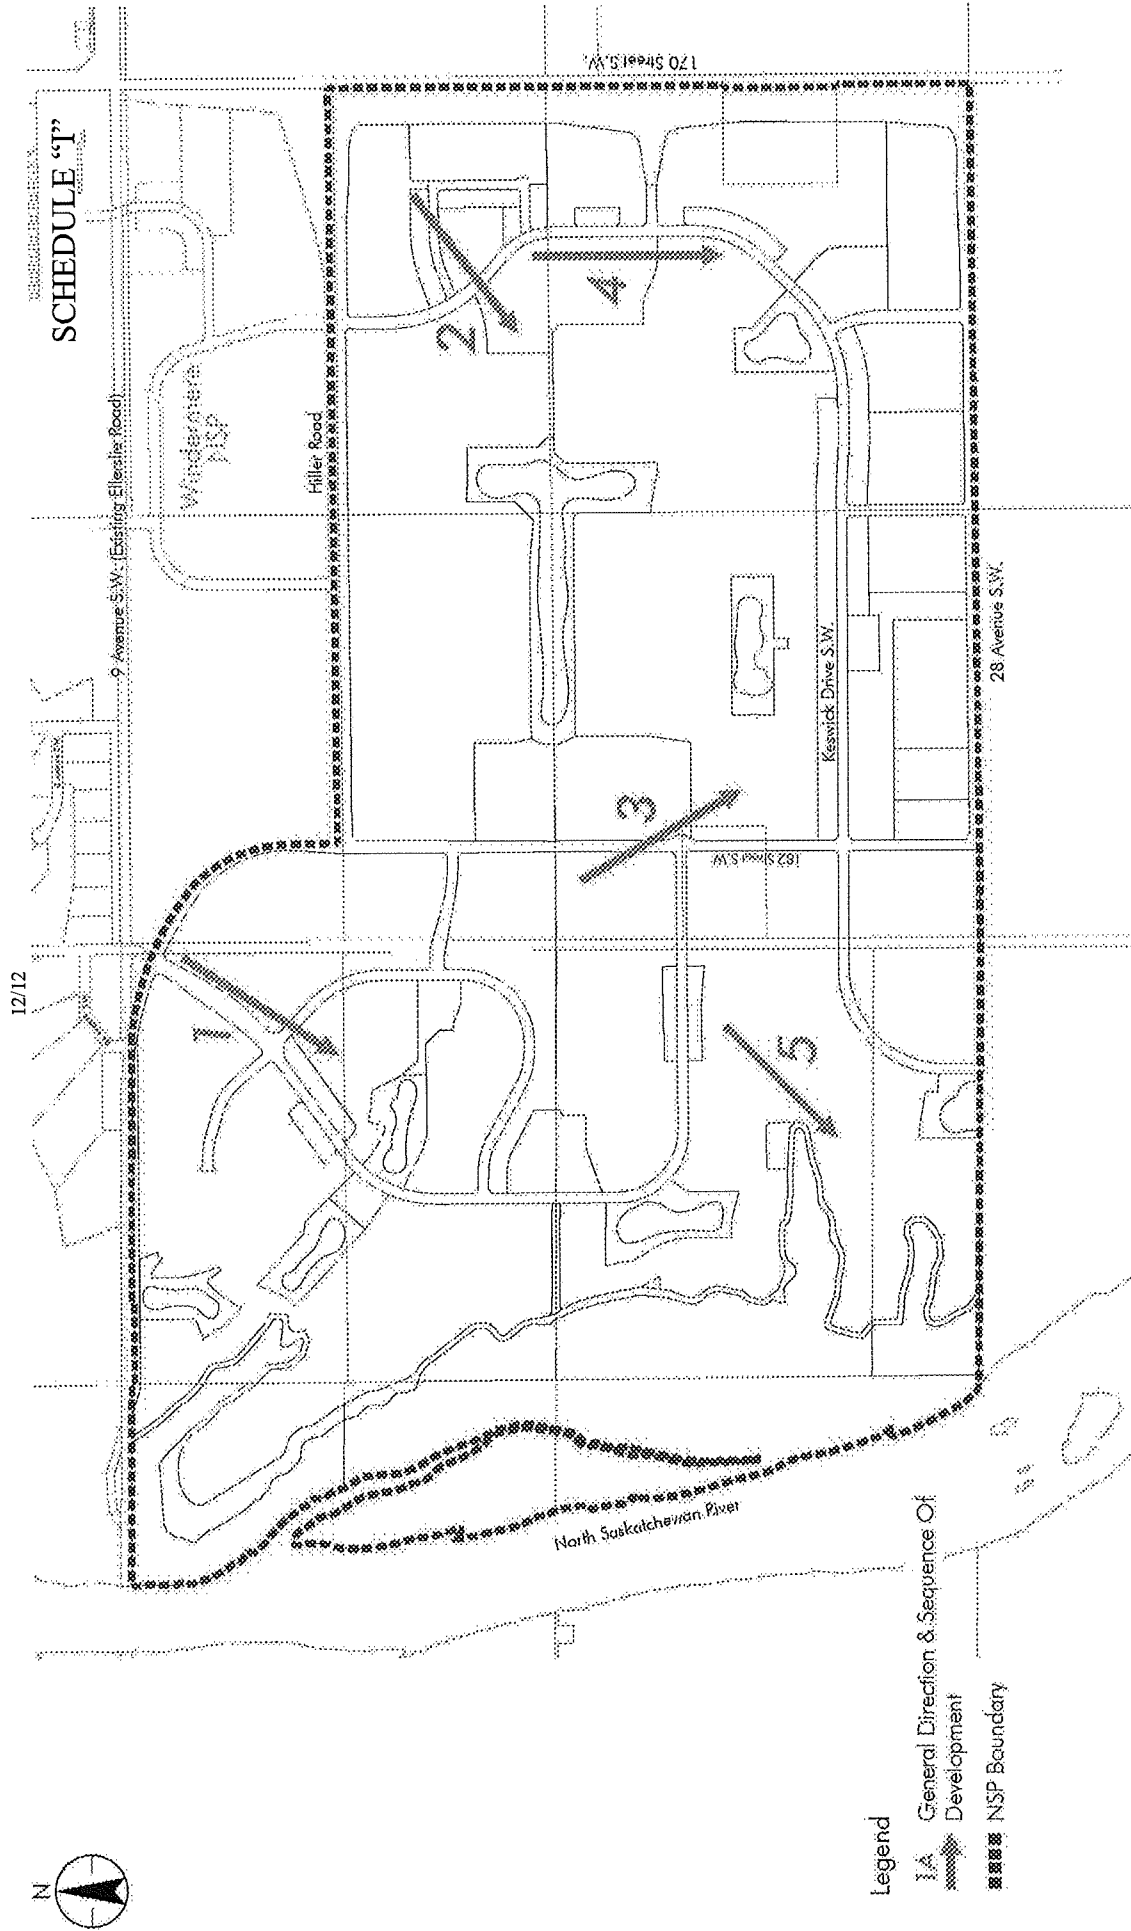 12/12
SCHEDULE "I"
9 Avenue S.W. (Existing Ellerslie Road)
Windermere
NSP
Hiller Road
170 Street S.W.
1
2
3
4
5
182 Street S.W.
Keswick Drive S.W.
28 Avenue S.W.
North Saskatchewan River
N
Legend
1A General Direction & Sequence Of
Development
NSP Boundary